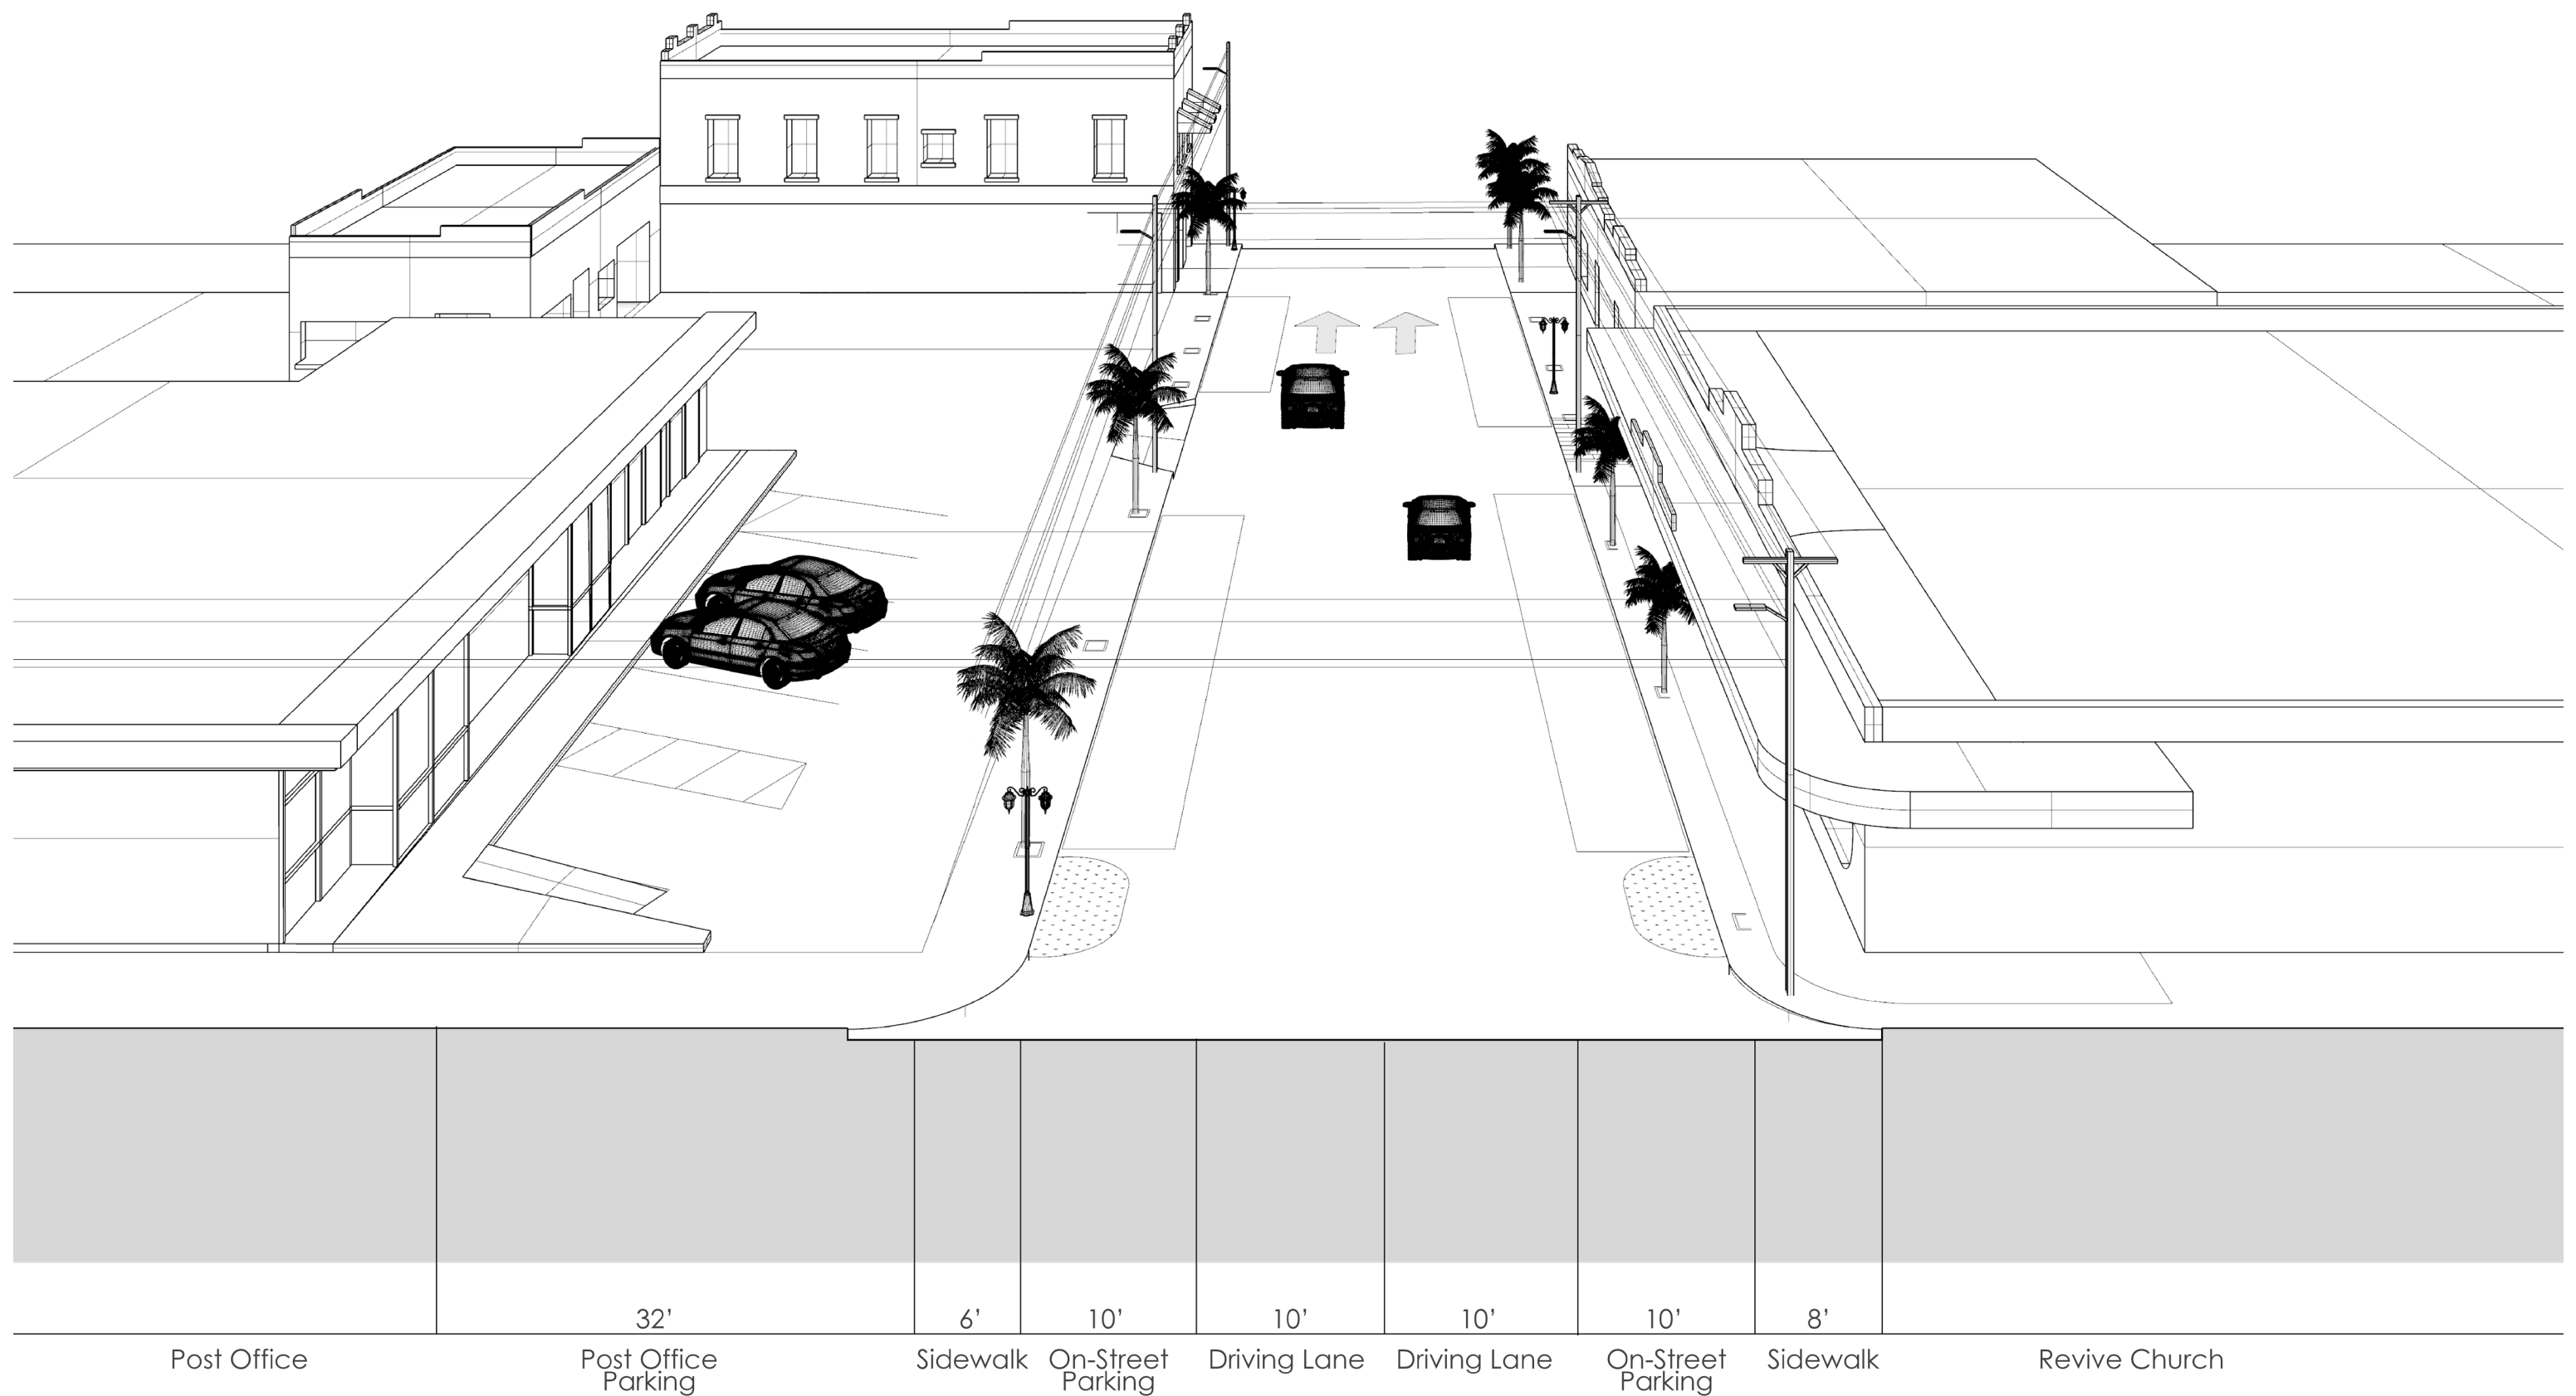 32’ 6’ 10’ 10’ 10’ 10’ 8’
Post Office Post Office Sidewalk On-Street Driving Lane Driving Lane On-Street Sidewalk Revive Church
Parking Parking Parking